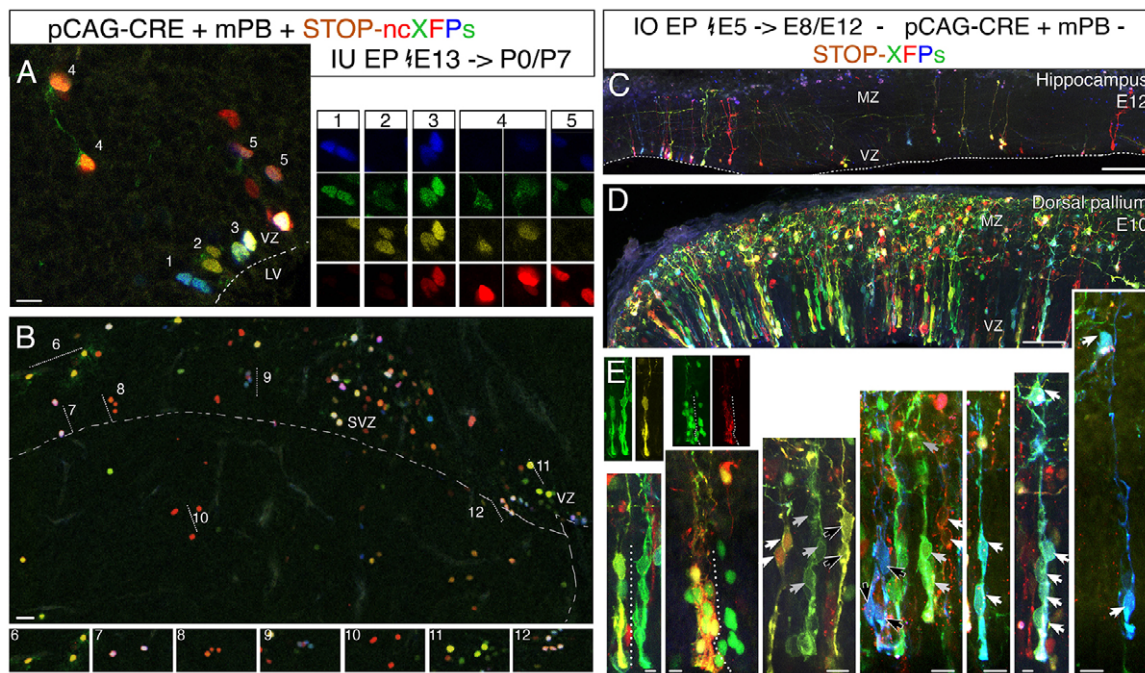 pCAG-CRE + mPB + STOP-ncXFPs
IU EP E13 -> P0/P7
A
4
4
5
5
3
VZ
2
1
LV
1 2 3 4 5
B
6
7
8
9
SVZ
10
11
VZ
12
6 7 8 9 10 11 12
IO EP E5 -> E8/E12 - pCAG-CRE + mPB -
STOP-XFPs
C
Hippocampus
E12
MZ
VZ
D
Dorsal pallium
E10
MZ
VZ
E